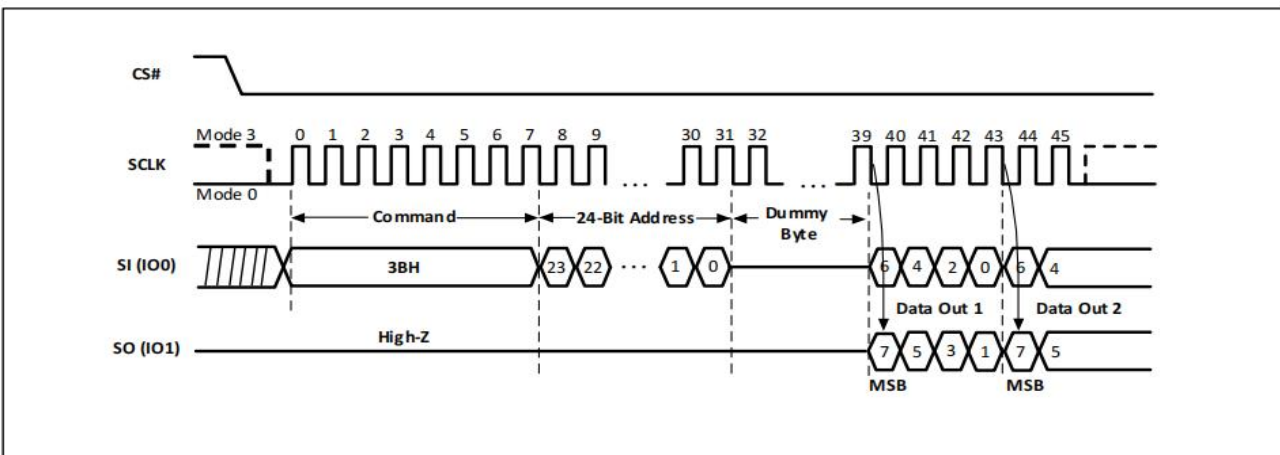 CS#
Mode 3 0 1 2 3 4 5 6 7 8 9 30 31 32 39 40 41 42 43 44 45
SCLK
... ...
Mode 0
Command 24-Bit Address Dummy
Byte
SI (IO0) 3BH 23 22 ... 1 0 6 4 2 0 6 4
Data Out 1 Data Out 2
High-Z
SO (IO1) 7 5 3 1 7 5
MSB MSB